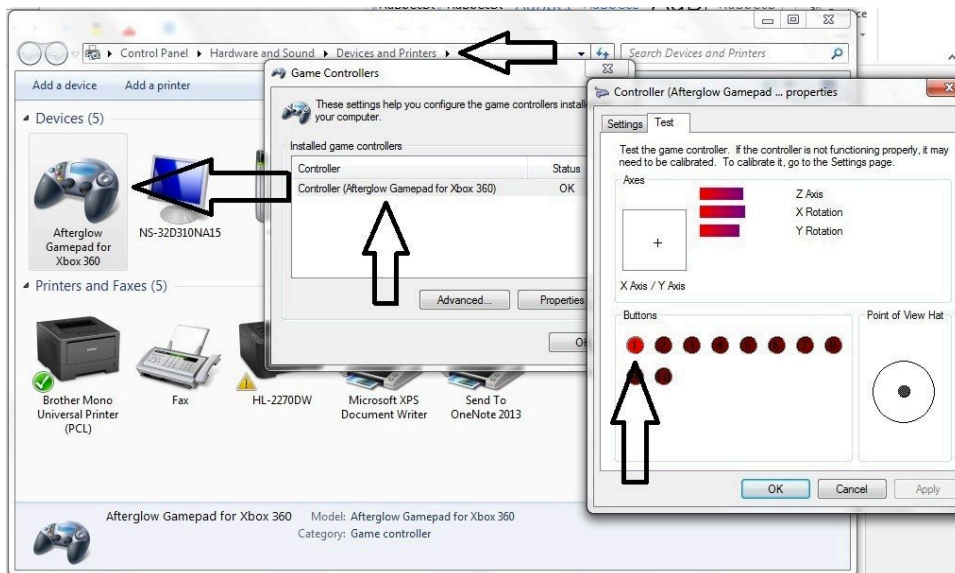 Control Panel ▸ Hardware and Sound ▸ Devices and Printers ▸
Search Devices and Printers
Add a device
Add a printer
Devices (5)
Afterglow
Gamepad for
Xbox 360
NS-32D310NA15
Printers and Faxes (5)
Brother Mono
Universal Printer
(PCL)
Fax
HL-2270DW
Microsoft XPS
Document Writer
Send To
OneNote 2013
Afterglow Gamepad for Xbox 360
Model: Afterglow Gamepad for Xbox 360
Category: Game controller
Game Controllers
These settings help you configure the game controllers
your computer.
Installed game controllers
Controller
Status
Controller (Afterglow Gamepad for Xbox 360)
OK
Advanced...
Properties
Controller (Afterglow Gamepad ... properties
Settings
Test
Test the game controller. If the controller is not functioning properly, it may
need to be calibrated. To calibrate it, go to the Settings page.
Axes
Z Axis
X Rotation
Y Rotation
X Axis / Y Axis
Buttons
Point of View Hat
OK
Cancel
Apply